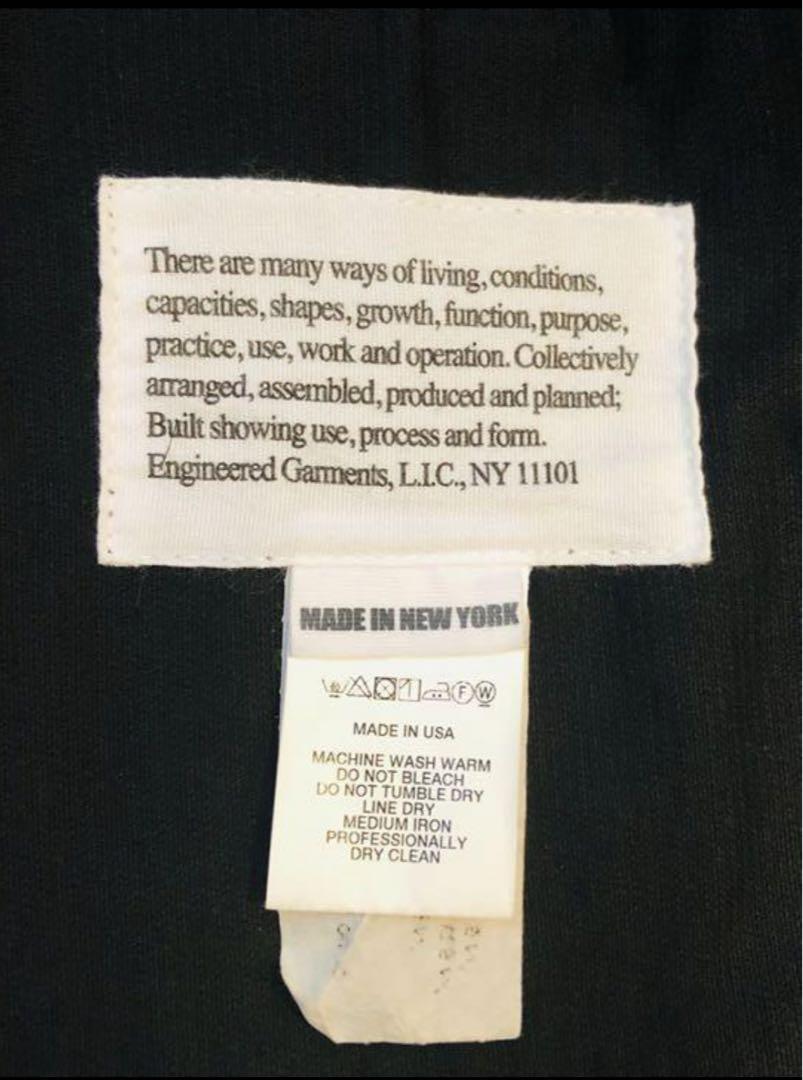 There are many ways of living, conditions,
capacities, shapes, growth, function, purpose,
practice, use, work and operation. Collectively
arranged, assembled, produced and planned;
Built showing use, process and form.
Engineered Garments, L.I.C., NY 11101
MADE IN NEW YORK
F W
MADE IN USA
MACHINE WASH WARM
DO NOT BLEACH
DO NOT TUMBLE DRY
LINE DRY
MEDIUM IRON
PROFESSIONALLY
DRY CLEAN